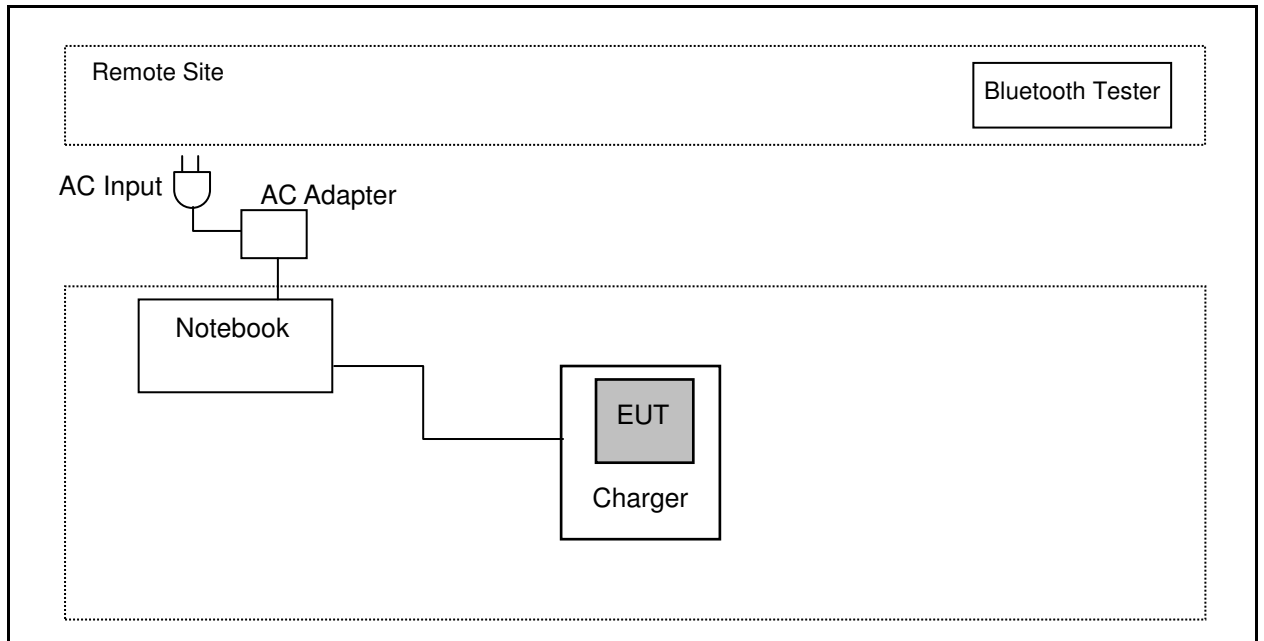 Remote Site
Bluetooth Tester
AC Input
AC Adapter
Notebook
EUT
Charger